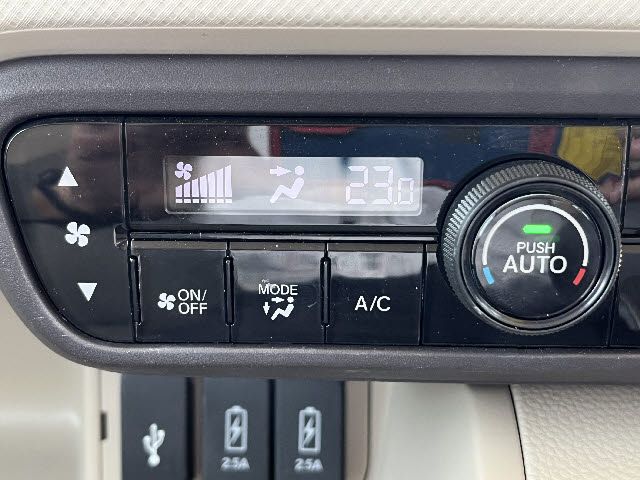 23.0
PUSH
AUTO
ON/
OFF
MODE
A/C
2.5A
2.5A